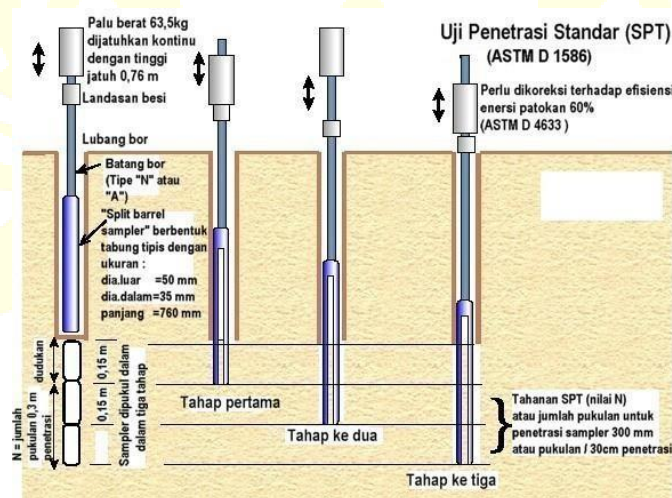 Uji Penetrasi Standar (SPT)
(ASTM D 1586)
Palu berat 63,5kg
dijatuhkan kontinu
dengan tinggi
jatuh 0,76 m
Landasan besi
Perlu dikoreksi terhadap efisiensi
enersi patokan 60%
(ASTM D 4633 )
Lubang bor
Batang bor
(Tipe "N" atau
"A")
"Split barrel
sampler" berbentuk
tabung tipis dengan
ukuran :
dia.luar =50 mm
dia.dalam=35 mm
panjang =760 mm
dudukan
0,15 m
0,15 m
N = jumlah
pukulan 0,3 m
penetrasi
Sampler dipukul dalam
dalam tiga tahap
Tahap pertama
Tahap ke dua
Tahap ke tiga
Tahanan SPT (nilai N)
atau jumlah pukulan untuk
penetrasi sampler 300 mm
atau pukulan / 30cm penetrasi